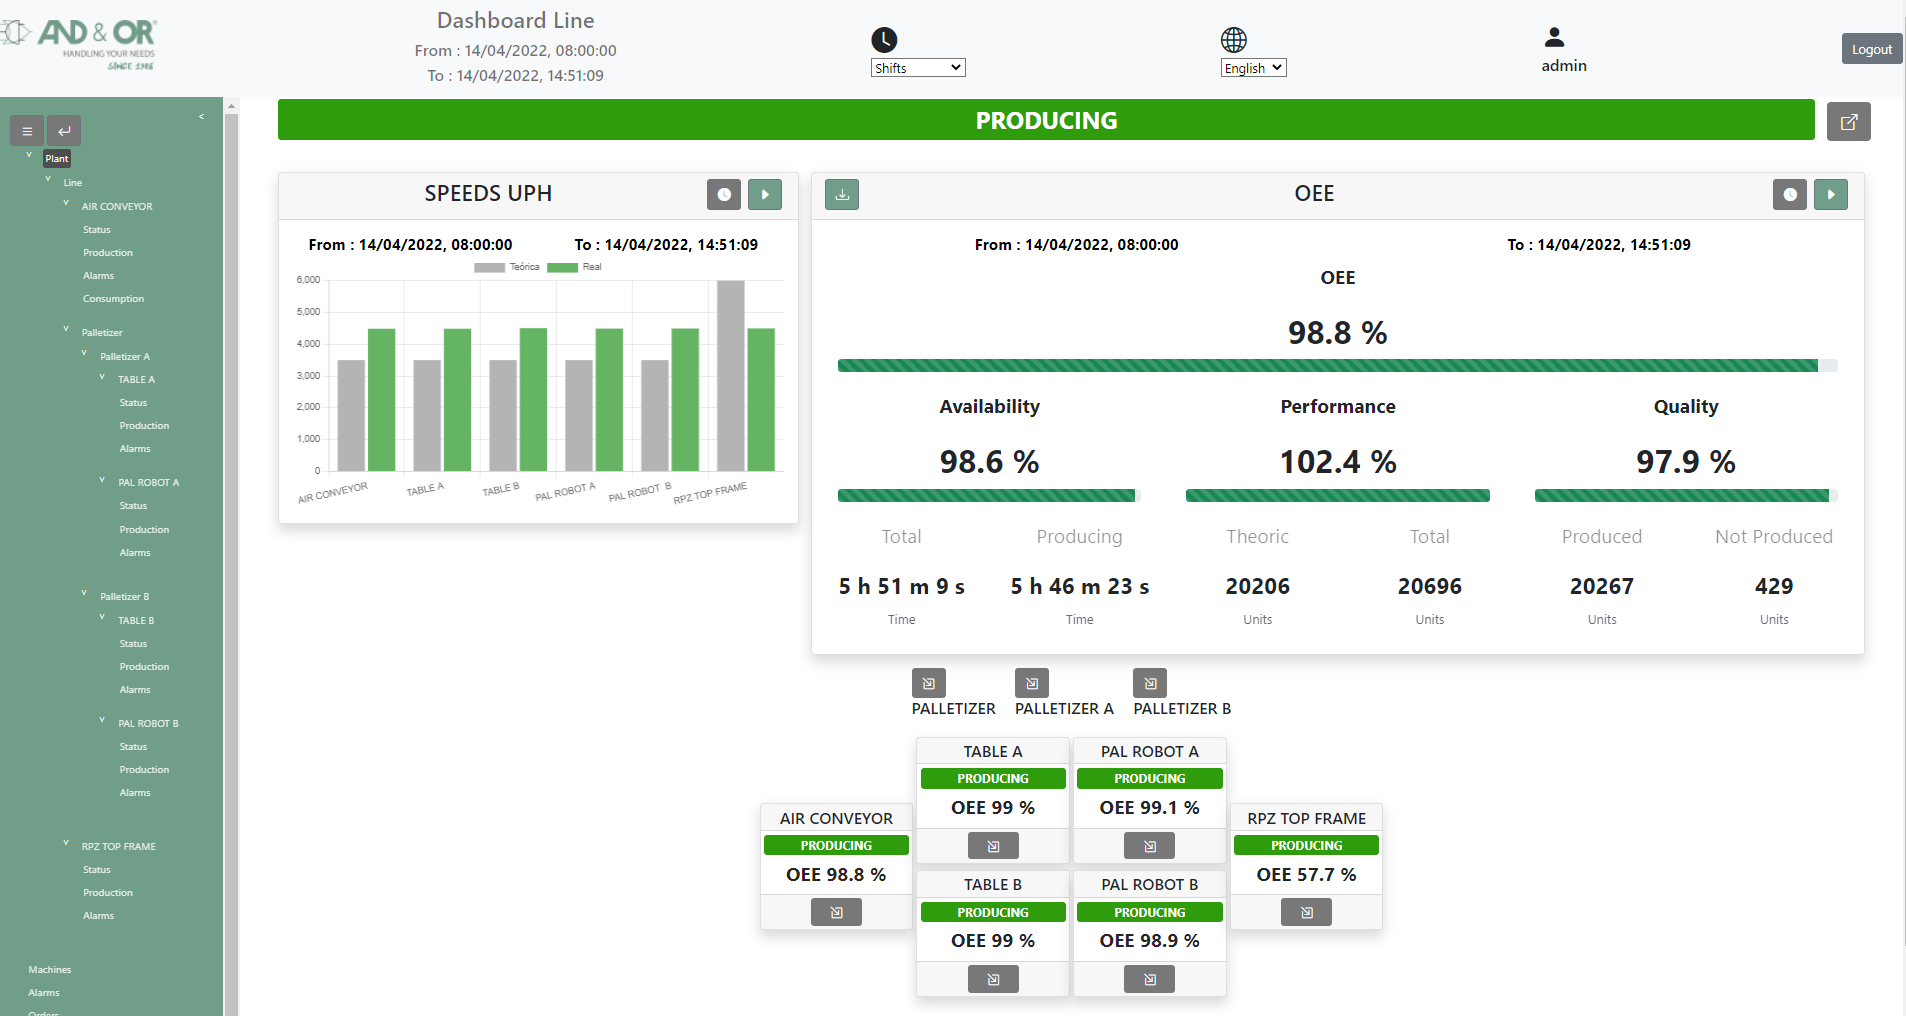 AND & OR
HANDLING YOUR NEEDS
SINCE 1986
Dashboard Line
From : 14/04/2022, 08:00:00
To : 14/04/2022, 14:51:09
Shifts
English
admin
Logout
<
Plant
Line
AIR CONVEYOR
Status
Production
Alarms
Consumption
Palletizer
Palletizer A
TABLE A
Status
Production
Alarms
PAL ROBOT A
Status
Production
Alarms
Palletizer B
TABLE B
Status
Production
Alarms
PAL ROBOT B
Status
Production
Alarms
RPZ TOP FRAME
Status
Production
Alarms
Machines
Alarms
Orders
PRODUCING
SPEEDS UPH
From : 14/04/2022, 08:00:00 To : 14/04/2022, 14:51:09
Teórica Real
6,000
5,000
4,000
3,000
2,000
1,000
0
AIR CONVEYOR TABLE A TABLE B PAL ROBOT A PAL ROBOT B RPZ TOP FRAME
OEE
From : 14/04/2022, 08:00:00 To : 14/04/2022, 14:51:09
OEE
98.8 %
Availability Performance Quality
98.6 % 102.4 % 97.9 %
Total Producing Theoric Total Produced Not Produced
5 h 51 m 9 s 5 h 46 m 23 s 20206 20696 20267 429
Time Time Units Units Units Units
PALLETIZER PALLETIZER A PALLETIZER B
TABLE A
PRODUCING
OEE 99 %
PAL ROBOT A
PRODUCING
OEE 99.1 %
AIR CONVEYOR
PRODUCING
OEE 98.8 %
RPZ TOP FRAME
PRODUCING
OEE 57.7 %
TABLE B
PRODUCING
OEE 99 %
PAL ROBOT B
PRODUCING
OEE 98.9 %